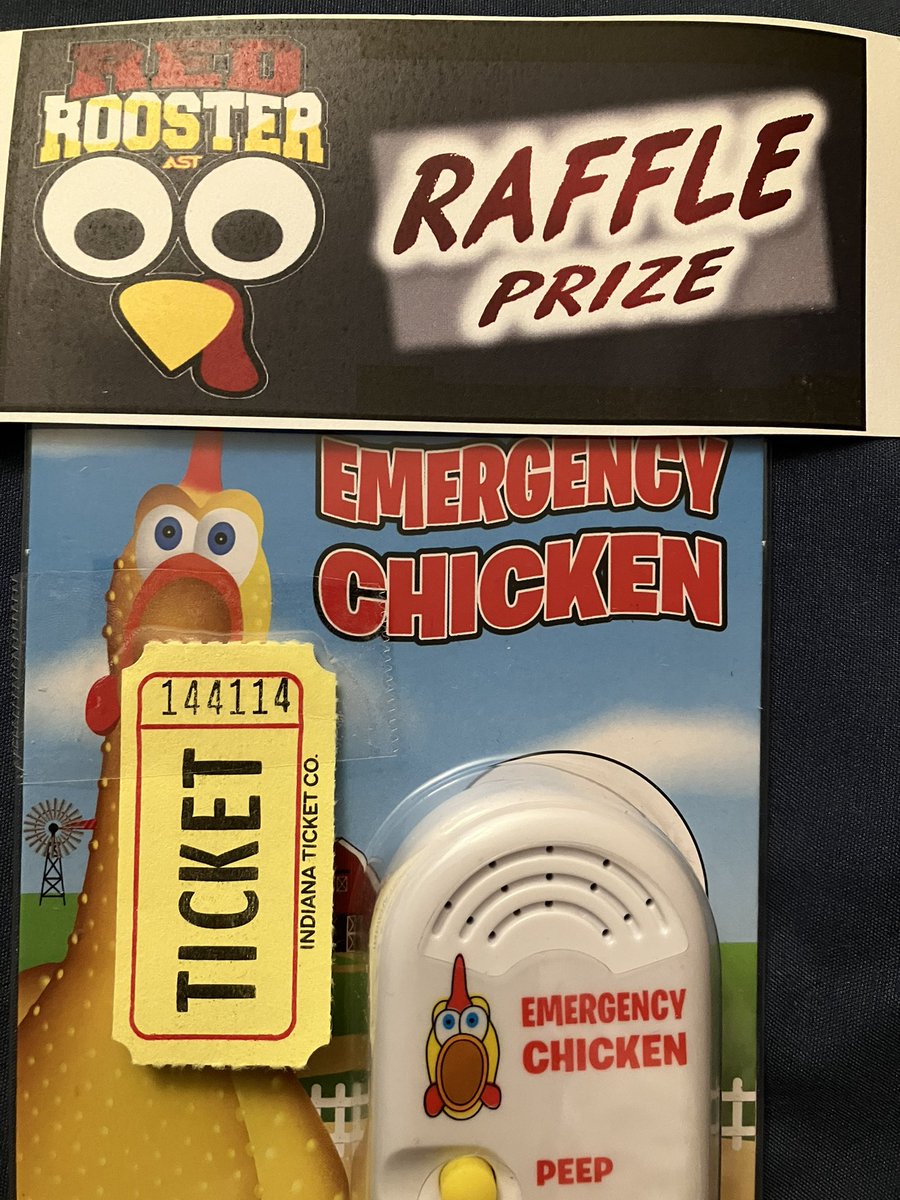 RED
ROOSTER
AST
RAFFLE
PRIZE
EMERGENCY
CHICKEN
144114
TICKET
INDIANA TICKET CO.
EMERGENCY
CHICKEN
PEEP